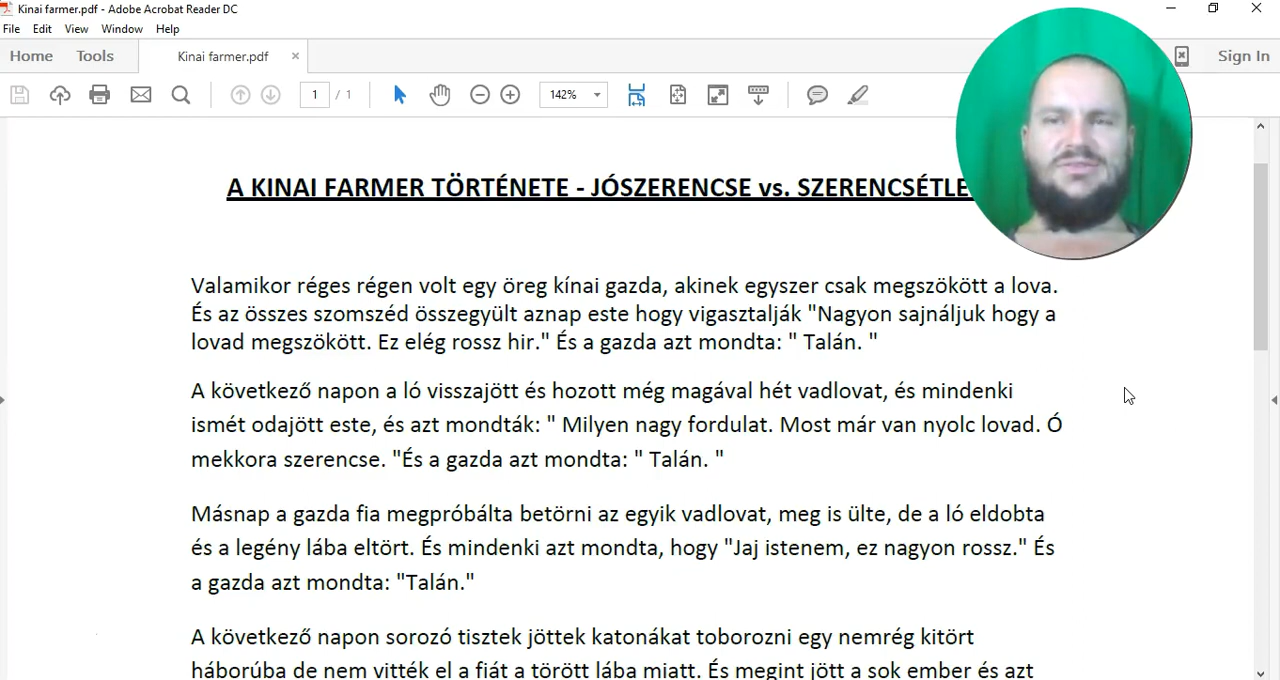 Kinai farmer.pdf - Adobe Acrobat Reader DC
File Edit View Window Help
Home Tools Kinai farmer.pdf × Sign In
1 / 1 142%
A KINAI FARMER TÖRTÉNETE - JÓSZERENCSE vs. SZERENCSÉTLE
Valamikor réges régen volt egy öreg kínai gazda, akinek egyszer csak megszökött a lova.
És az összes szomszéd összegyült aznap este hogy vigasztalják "Nagyon sajnáljuk hogy a
lovad megszökött. Ez elég rossz hir." És a gazda azt mondta: " Talán. "
A következő napon a ló visszajött és hozott még magával hét vadlovat, és mindenki
ismét odajött este, és azt mondták: " Milyen nagy fordulat. Most már van nyolc lovad. Ó
mekkora szerencse. "És a gazda azt mondta: " Talán. "
Másnap a gazda fia megpróbálta betörni az egyik vadlovat, meg is ülte, de a ló eldobta
és a legény lába eltört. És mindenki azt mondta, hogy "Jaj istenem, ez nagyon rossz." És
a gazda azt mondta: "Talán."
A következő napon sorozó tisztek jöttek katonákat toborozni egy nemrég kitört
háborúba de nem vitték el a fiát a törött lába miatt. És megint jött a sok ember és azt